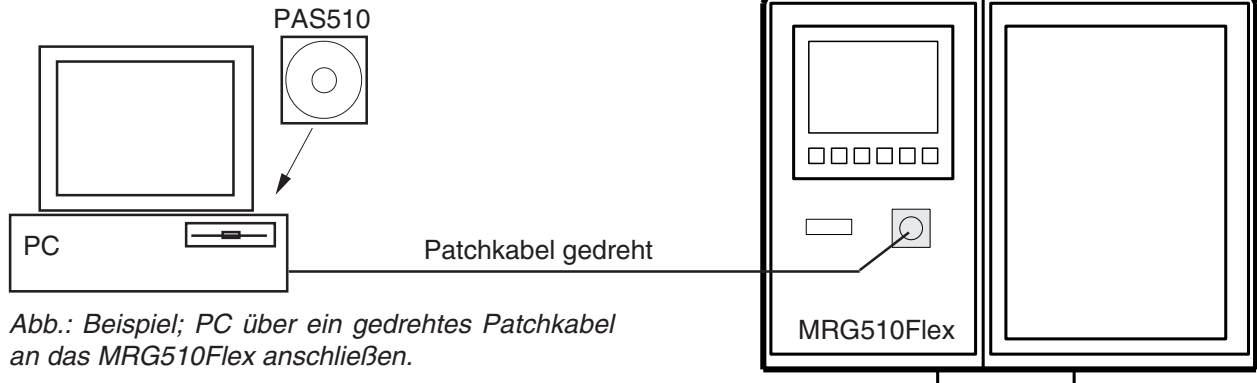 PAS510
PC
Patchkabel gedreht
MRG510Flex
Abb.: Beispiel; PC über ein gedrehtes Patchkabel
an das MRG510Flex anschließen.